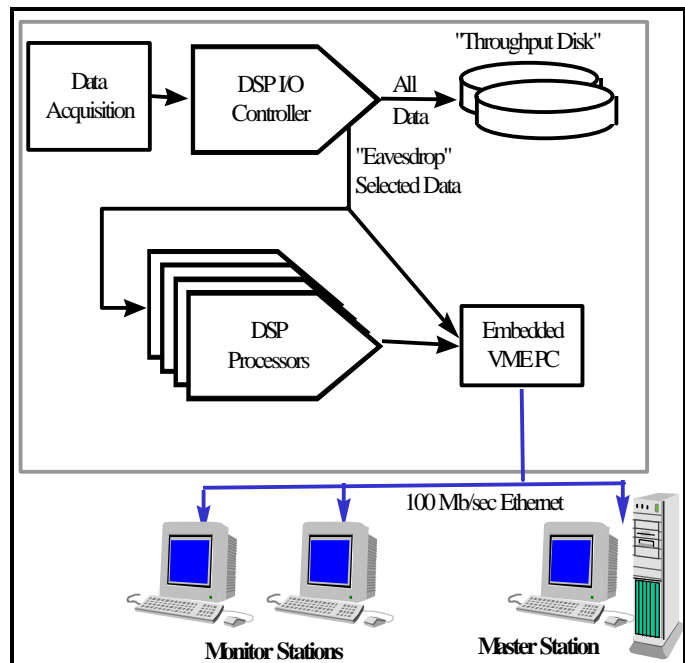 "Throughput Disk"
Data
Acquisition
DSP I/O
Controller
All
Data
"Eavesdrop"
Selected Data
DSP
Processors
Embedded
VME PC
100 Mb/sec Ethernet
Monitor Stations
Master Station